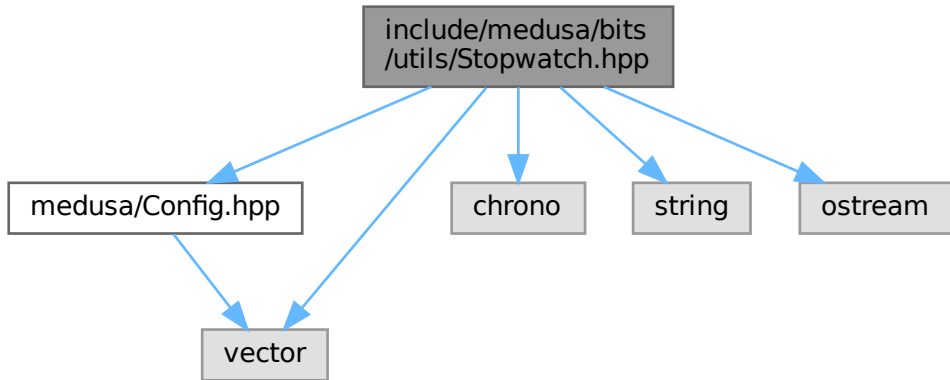 include/medusa/bits
/utils/Stopwatch.hpp
medusa/Config.hpp
chrono
string
ostream
vector